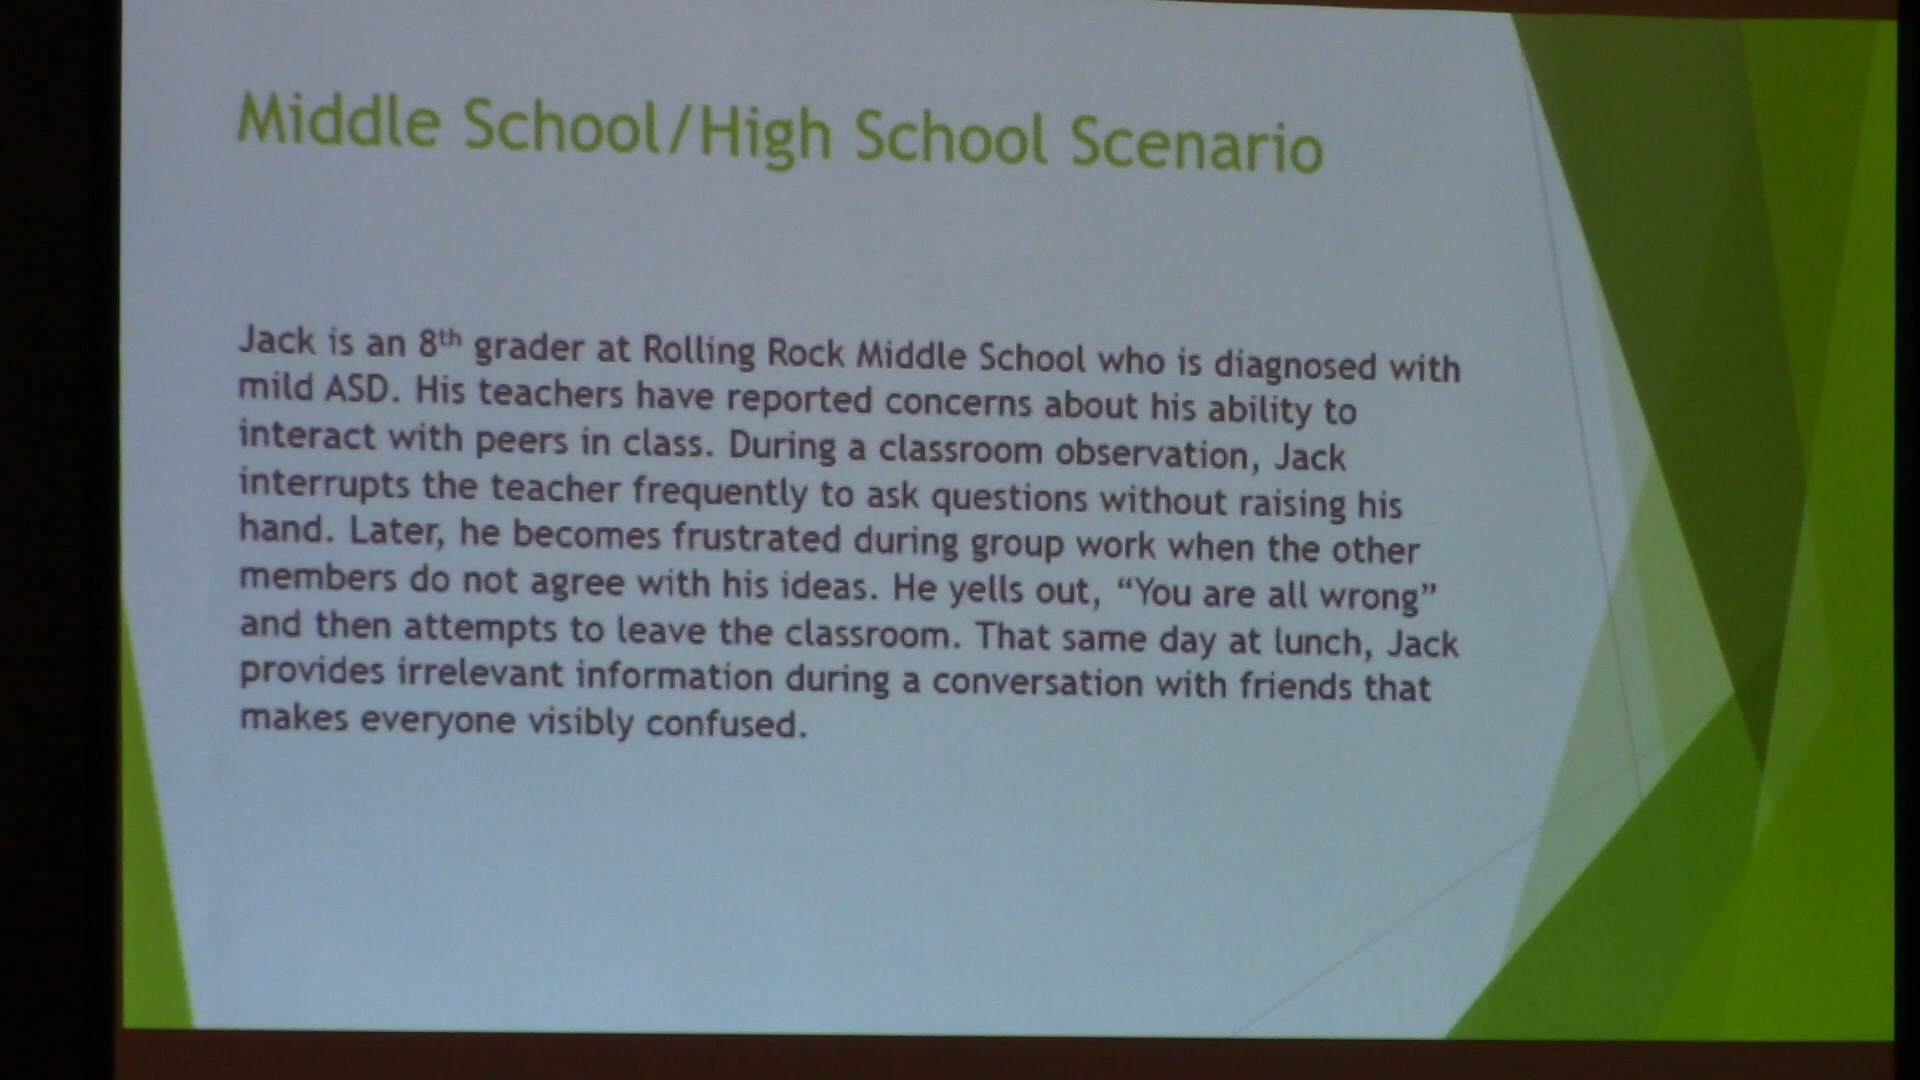 Middle School/High School Scenario
Jack is an 8th grader at Rolling Rock Middle School who is diagnosed with
mild ASD. His teachers have reported concerns about his ability to
interact with peers in class. During a classroom observation, Jack
interrupts the teacher frequently to ask questions without raising his
hand. Later, he becomes frustrated during group work when the other
members do not agree with his ideas. He yells out, “You are all wrong”
and then attempts to leave the classroom. That same day at lunch, Jack
provides irrelevant information during a conversation with friends that
makes everyone visibly confused.